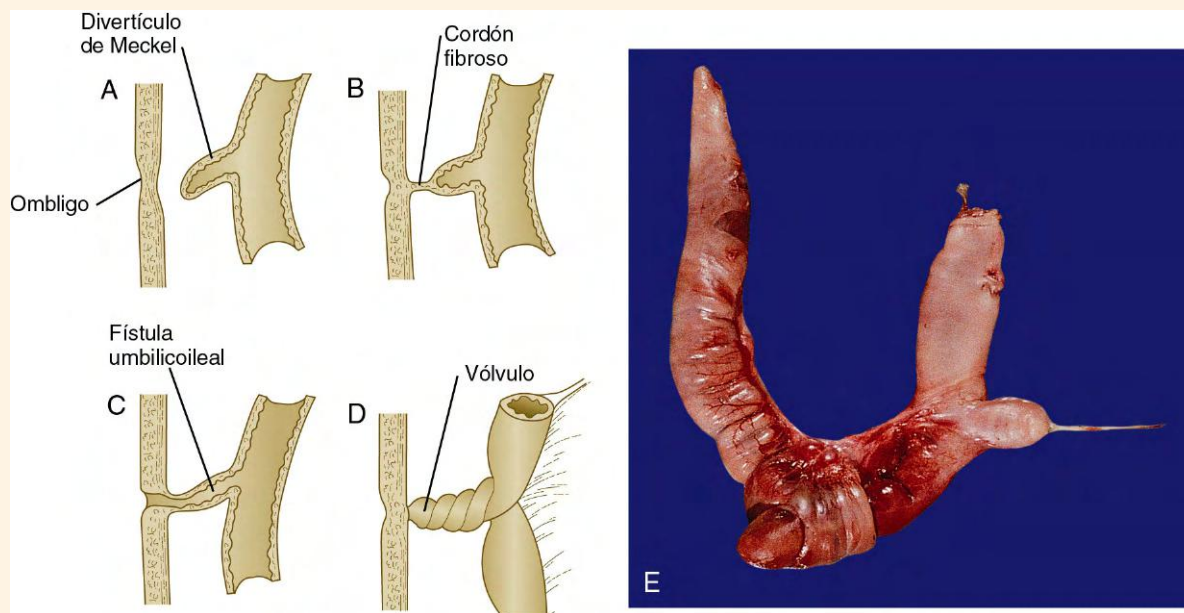 Divertículo
de Meckel
A
Ombligo
B
Cordón
fibroso
Fístula
umbilicoileal
C
D
Vólvulo
E